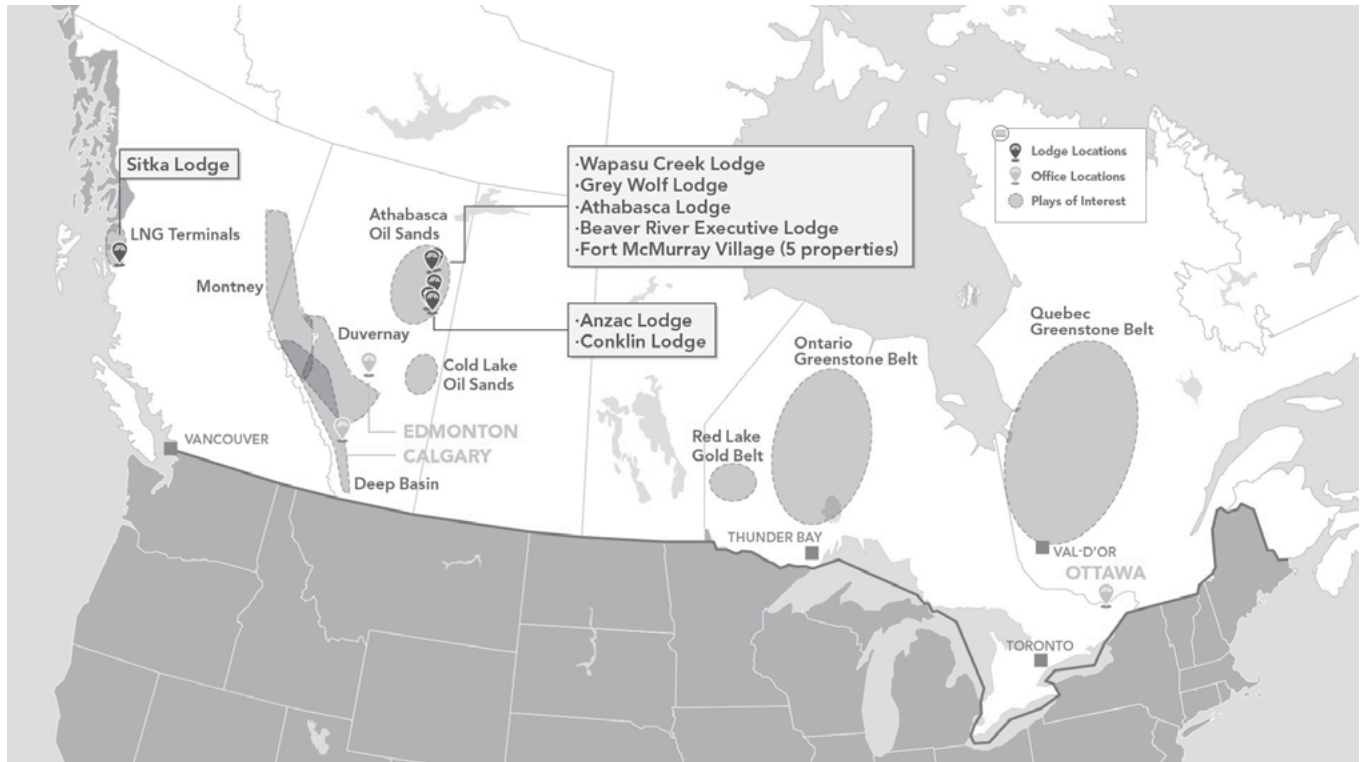 Sitka Lodge
LNG Terminals
Montney
Athabasca
Oil Sands
Duvernay
Cold Lake
Oil Sands
EDMONTON
CALGARY
Deep Basin
VANCOUVER
·Wapasu Creek Lodge
·Grey Wolf Lodge
·Athabasca Lodge
·Beaver River Executive Lodge
·Fort McMurray Village (5 properties)
·Anzac Lodge
·Conklin Lodge
Lodge Locations
Office Locations
Plays of Interest
Red Lake
Gold Belt
Ontario
Greenstone Belt
Quebec
Greenstone Belt
THUNDER BAY
VAL-D'OR
OTTAWA
TORONTO